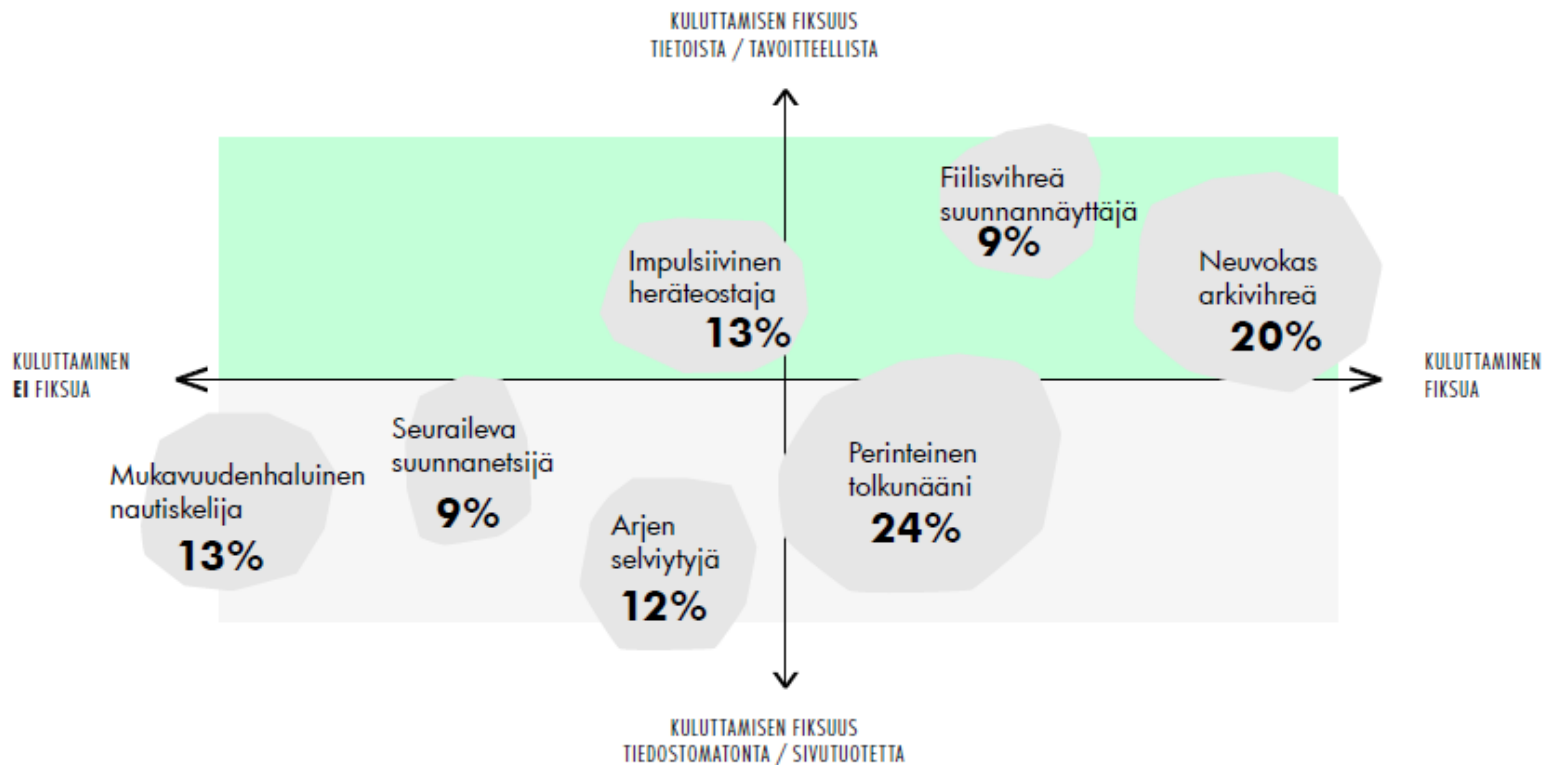 KULUTTAMISEN FIKSUUS
TIETOISTA / TAVOITTEELLISTA
Fiilisvihreä
suunnannäyttäjä
9%
Impulsiivinen
heräteostaja
13%
Neuvokas
arkivihreä
20%
KULUTTAMINEN
EI FIKSUA
KULUTTAMINEN
FIKSUA
Seuraileva
suunnanetsijä
9%
Mukavuudenhaluinen
nautiskelija
13%
Perinteinen
tolkunääni
24%
Arjen
selviytyjä
12%
KULUTTAMISEN FIKSUUS
TIEDOSTOMATONTA / SIVUTUOTETTA